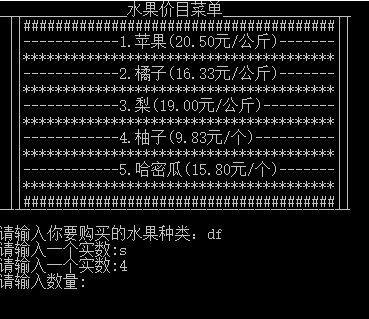 水果价目菜单
#######################################
------------1.苹果(20.50元/公斤)-------
***************************************
------------2.橘子(16.33元/公斤)-------
***************************************
------------3.梨(19.00元/公斤)---------
***************************************
------------4.柚子(9.83元/个)----------
***************************************
------------5.哈密瓜(15.80元/个)-------
***************************************
#######################################
请输入你要购买的水果种类: df
请输入一个实数:s
请输入一个实数:4
请输入数量: